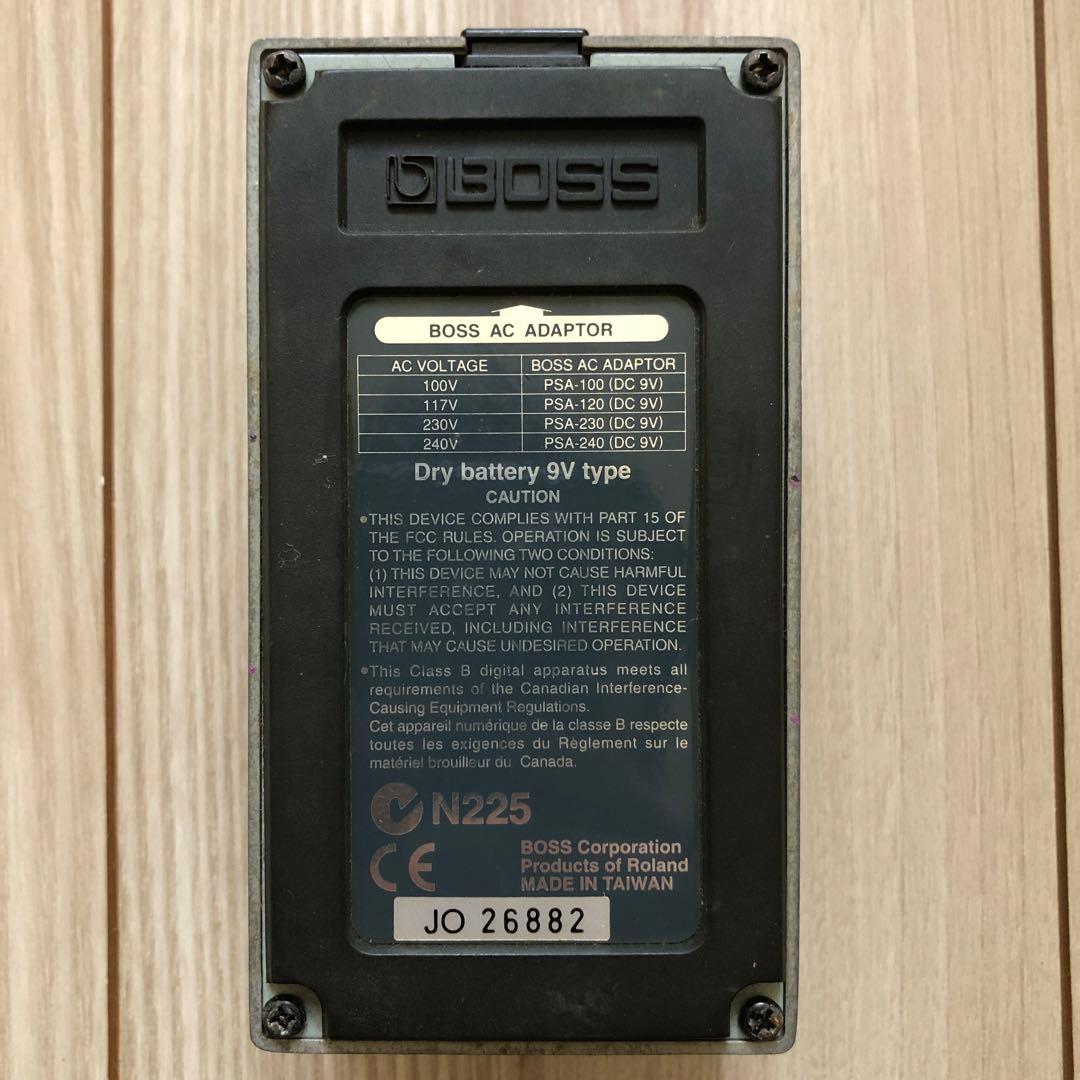 BOSS
BOSS AC ADAPTOR
AC VOLTAGE BOSS AC ADAPTOR
100V PSA-100 (DC 9V)
117V PSA-120 (DC 9V)
230V PSA-230 (DC 9V)
240V PSA-240 (DC 9V)
Dry battery 9V type
CAUTION
•THIS DEVICE COMPLIES WITH PART 15 OF
THE FCC RULES. OPERATION IS SUBJECT
TO THE FOLLOWING TWO CONDITIONS:
(1) THIS DEVICE MAY NOT CAUSE HARMFUL
INTERFERENCE, AND (2) THIS DEVICE
MUST ACCEPT ANY INTERFERENCE
RECEIVED, INCLUDING INTERFERENCE
THAT MAY CAUSE UNDESIRED OPERATION.
•This Class B digital apparatus meets all
requirements of the Canadian Interference-
Causing Equipment Regulations.
Cet appareil numérique de la classe B respecte
toutes les exigences du Règlement sur le
matériel brouilleur du Canada.
N225
CE
BOSS Corporation
Products of Roland
MADE IN TAIWAN
JO 26882